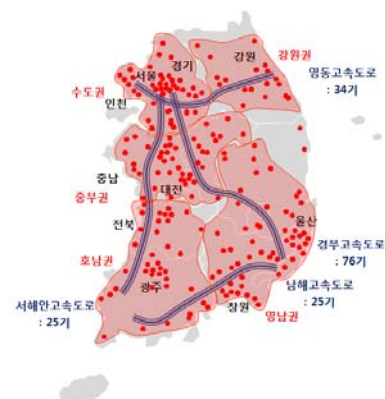 경기
강원
강원권
서울
영동고속도로
: 34기
수도권
인천
충남
대전
중부권
전북
울산
경부고속도로
: 76기
호남권
남해고속도로
: 25기
광주
서해안고속도로
: 25기
창원
영남권